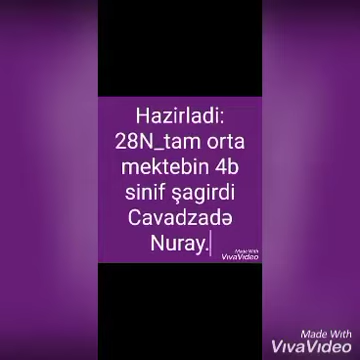 Hazirladi:
28N_tam orta
mektebin 4b
sinif şagirdi
Cavadzadə
Nuray.
Made With
VivaVideo
Made With
VivaVideo